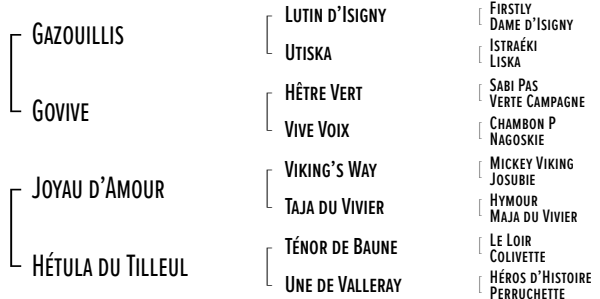 Gazouillis
Govive
Joyau d'Amour
Hétula du Tilleul
Lutin d'Isigny
Utiska
Hêtre Vert
Vive Voix
Viking's Way
Taja du Vivier
Ténor de Baune
Une de Valleray
Firstly
Dame d'Isigny
Istraéki
Liska
Sabi Pas
Verte Campagne
Chambon P
Nagoskie
Mickey Viking
Josubie
Hymour
Maja du Vivier
Le Loir
Colivette
Héros d'Histoire
Perruchette